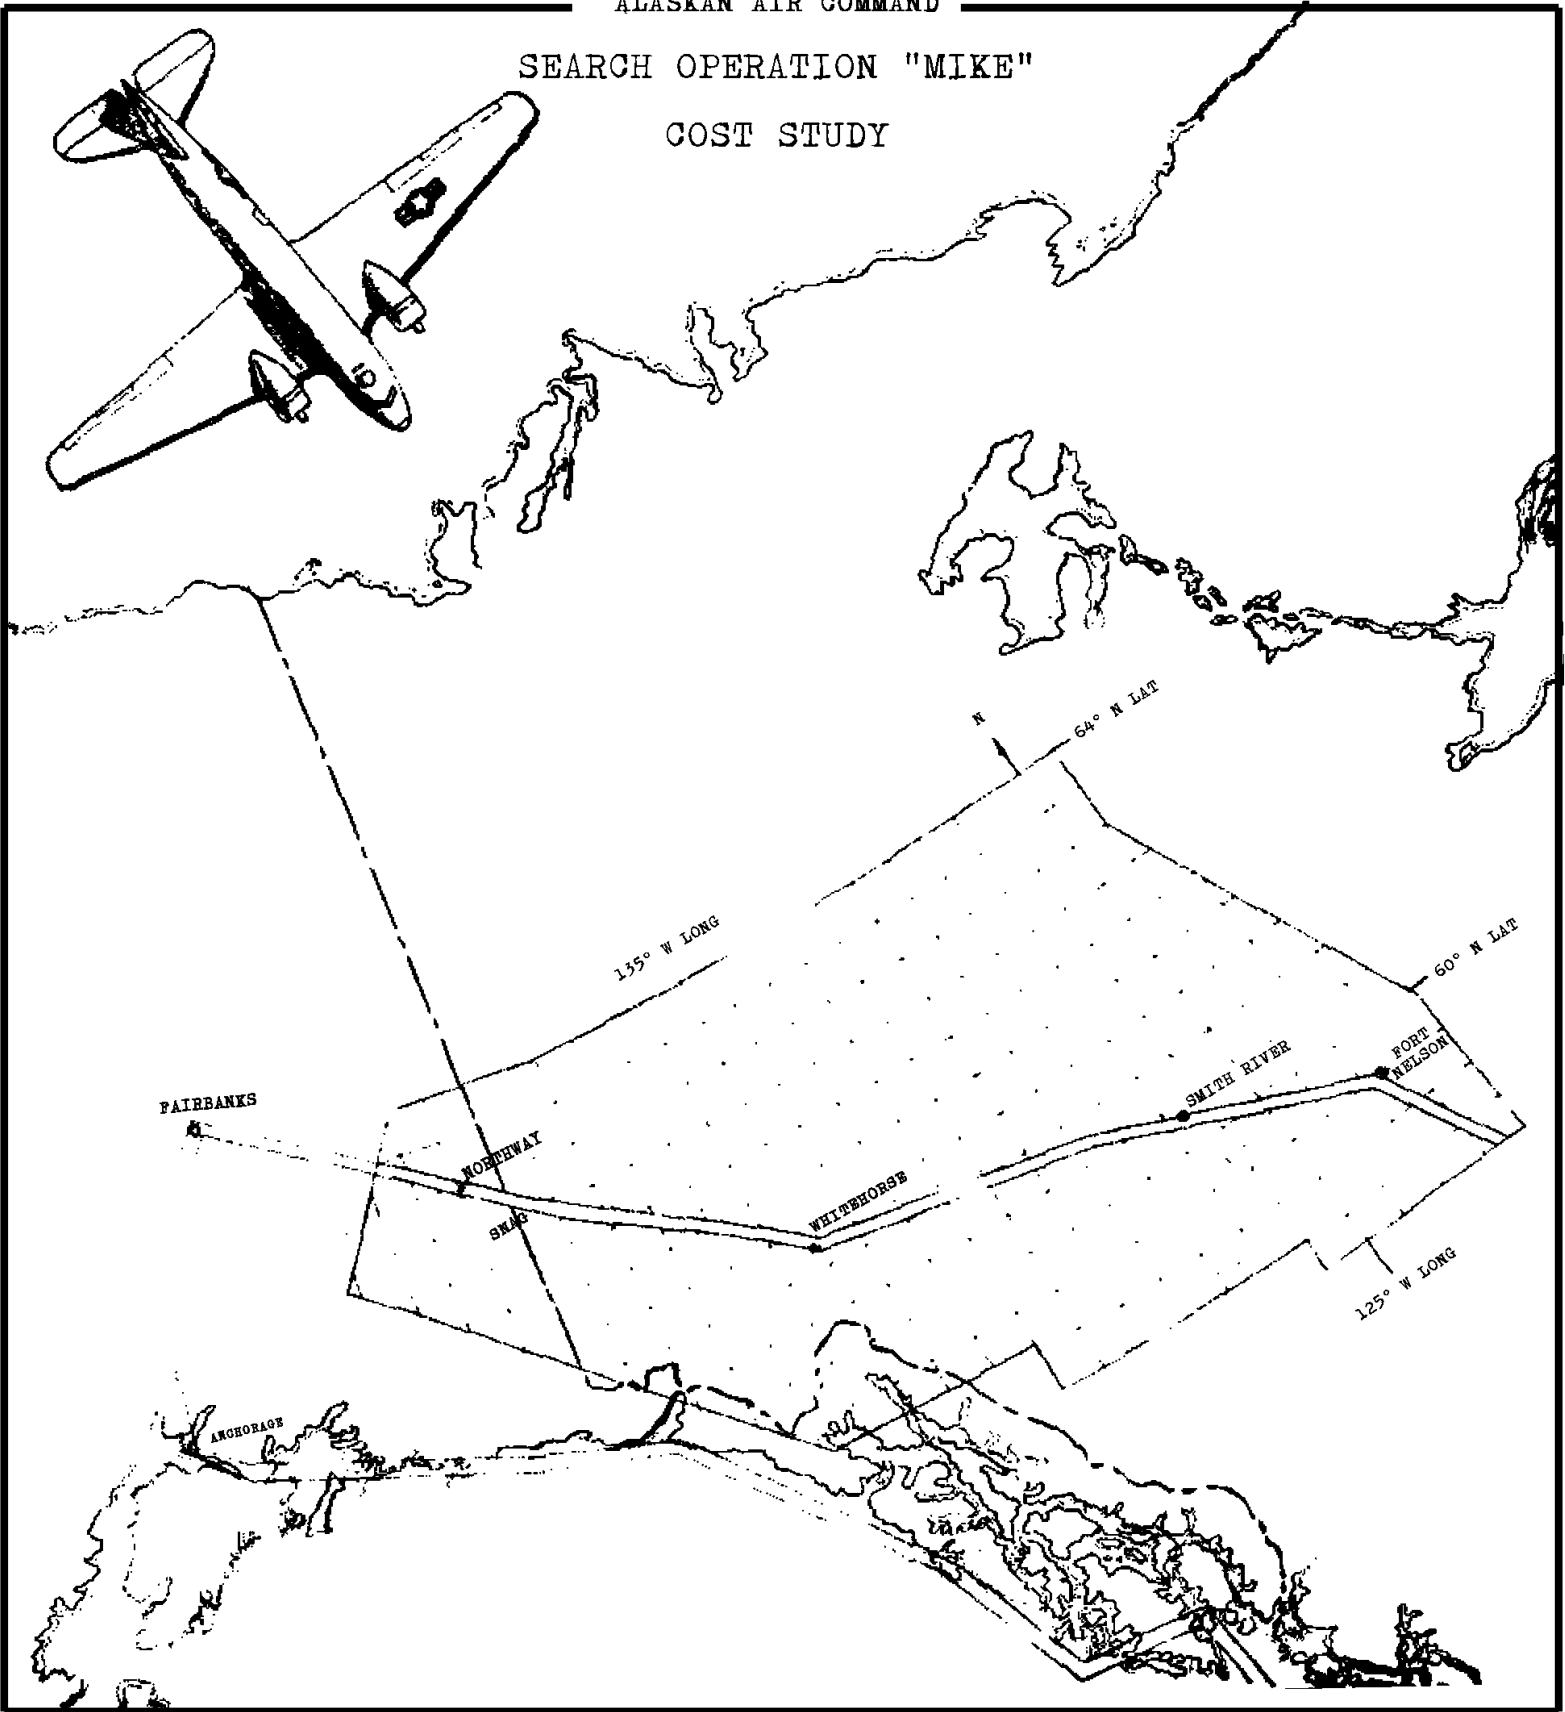 ALASKAN AIR COMMAND
SEARCH OPERATION "MIKE"
COST STUDY
N
64° N LAT
135° W LONG
60° N LAT
FORT
NELSON
SMITH RIVER
FAIRBANKS
NORTHWAY
WHITEHORSE
SNAG
125° W LONG
ANCHORAGE